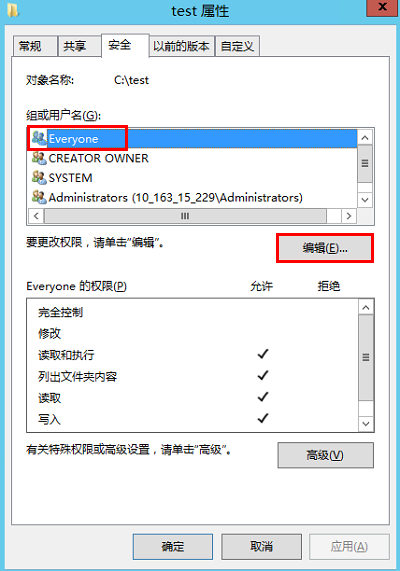 test 属性
常规 共享 安全 以前的版本 自定义
对象名称: C:\test
组或用户名(G):
Everyone
CREATOR OWNER
SYSTEM
Administrators (10_163_15_229\Administrators)
要更改权限，请单击“编辑”。
编辑(E)...
Everyone 的权限(P) 允许 拒绝
完全控制
修改
读取和执行
列出文件夹内容
读取
写入
有关特殊权限或高级设置，请单击“高级”。
高级(V)
确定 取消 应用(A)